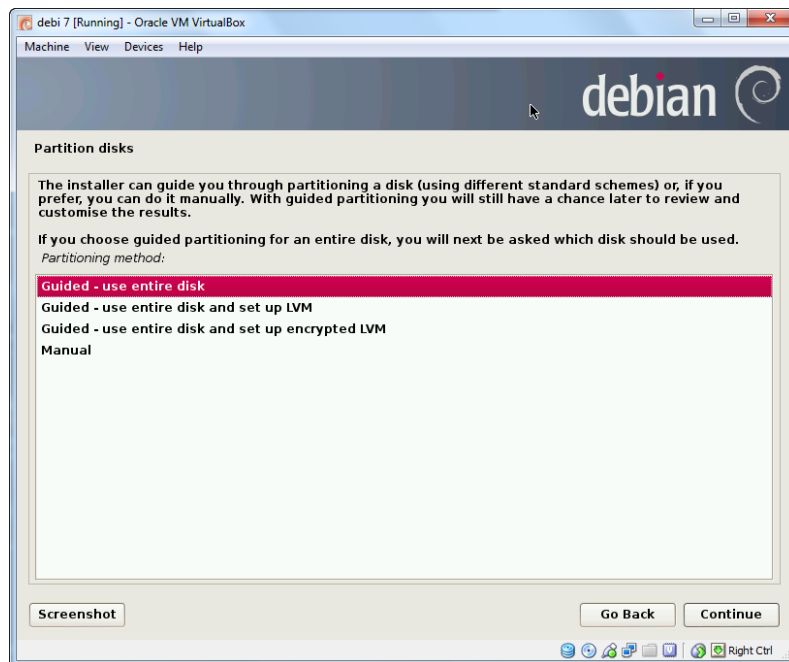 debi 7 [Running] - Oracle VM VirtualBox
Machine View Devices Help
debian
Partition disks
The installer can guide you through partitioning a disk (using different standard schemes) or, if you
prefer, you can do it manually. With guided partitioning you will still have a chance later to review and
customise the results.
If you choose guided partitioning for an entire disk, you will next be asked which disk should be used.
Partitioning method:
Guided - use entire disk
Guided - use entire disk and set up LVM
Guided - use entire disk and set up encrypted LVM
Manual
Screenshot Go Back Continue
Right Ctrl